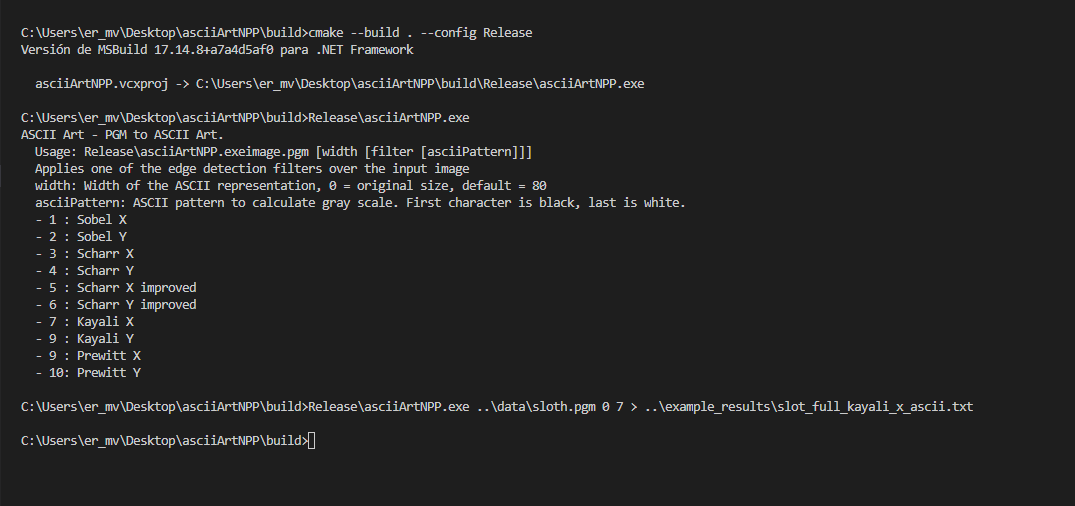 C:\Users\er_mv\Desktop\asciiArtNPP\build>cmake --build . --config Release
Versión de MSBuild 17.14.8+a7a4d5af0 para .NET Framework
asciiArtNPP.vcxproj -> C:\Users\er_mv\Desktop\asciiArtNPP\build\Release\asciiArtNPP.exe
C:\Users\er_mv\Desktop\asciiArtNPP\build>Release\asciiArtNPP.exe
ASCII Art - PGM to ASCII Art.
Usage: Release\asciiArtNPP.exeimage.pgm [width [filter [asciiPattern]]]
Applies one of the edge detection filters over the input image
width: Width of the ASCII representation, 0 = original size, default = 80
asciiPattern: ASCII pattern to calculate gray scale. First character is black, last is white.
- 1 : Sobel X
- 2 : Sobel Y
- 3 : Scharr X
- 4 : Scharr Y
- 5 : Scharr X improved
- 6 : Scharr Y improved
- 7 : Kayali X
- 9 : Kayali Y
- 9 : Prewitt X
- 10: Prewitt Y
C:\Users\er_mv\Desktop\asciiArtNPP\build>Release\asciiArtNPP.exe ..\data\sloth.pgm 0 7 > ..\example_results\slot_full_kayali_x_ascii.txt
C:\Users\er_mv\Desktop\asciiArtNPP\build>